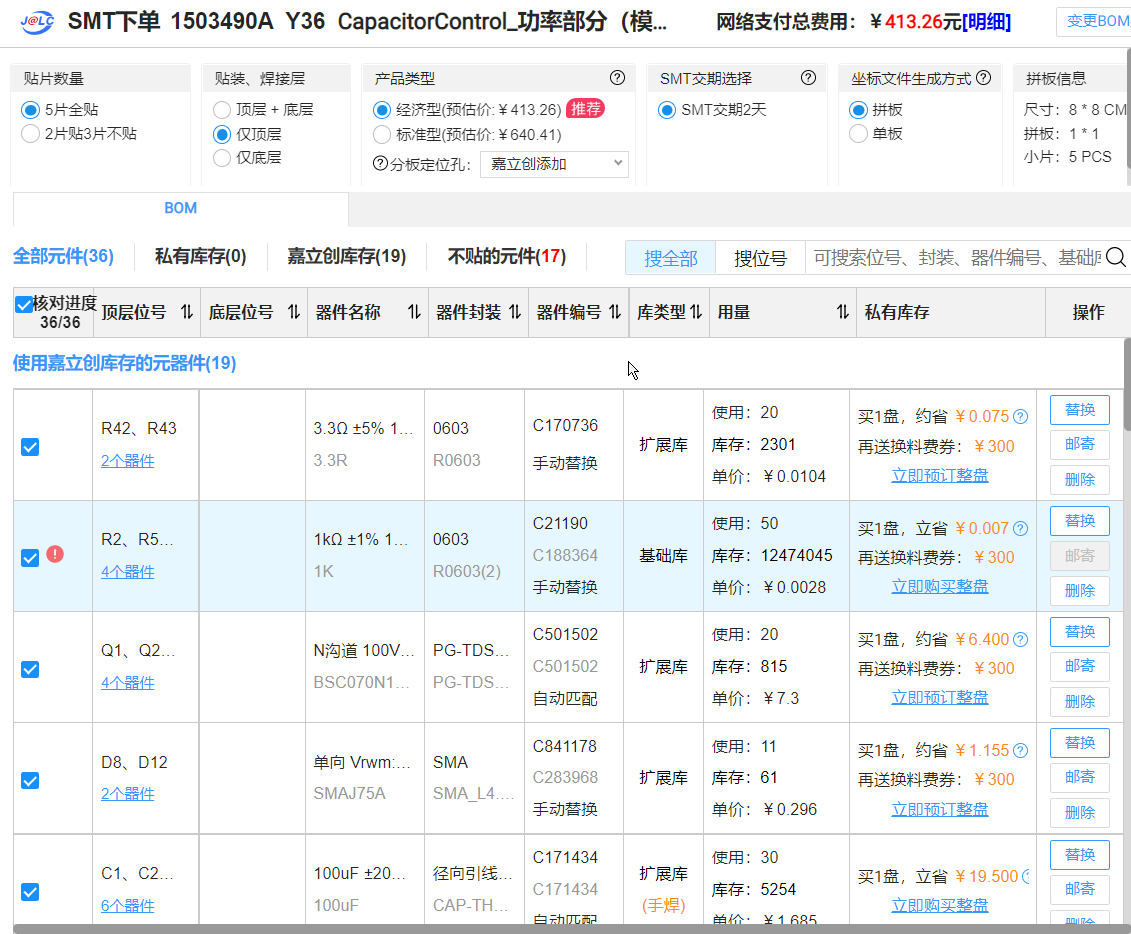 J@LC SMT下单 1503490A Y36 CapacitorControl_功率部分（模... 网络支付总费用：￥413.26元[明细] 变更BOM
贴片数量 贴装、焊接层 产品类型 SMT交期选择 坐标文件生成方式 拼板信息
5片全贴 顶层 + 底层 经济型(预估价:￥413.26) 推荐 SMT交期2天 拼板 尺寸：8 * 8 CM
2片贴3片不贴 仅顶层 标准型(预估价:￥640.41) 单板 拼板：1 * 1
仅底层 分板定位孔： 嘉立创添加 小片：5 PCS
BOM
全部元件(36) 私有库存(0) 嘉立创库存(19) 不贴的元件(17) 搜全部 搜位号 可搜索位号、封装、器件编号、基础库
核对进度 36/36 顶层位号 底层位号 器件名称 器件封装 器件编号 库类型 用量 私有库存 操作
使用嘉立创库存的元器件(19)
R42、R43 3.3Ω ±5% 1... 0603 C170736 扩展库 使用：20 买1盘，约省 ￥0.075 替换
2个器件 3.3R R0603 手动替换 库存：2301 再送换料费券：￥300 邮寄
单价：￥0.0104 立即预订整盘 删除
R2、R5... 1kΩ ±1% 1... 0603 C21190 基础库 使用：50 买1盘，立省 ￥0.007 替换
4个器件 1K R0603(2) C188364 库存：12474045 再送换料费券：￥300 邮寄
手动替换 单价：￥0.0028 立即购买整盘 删除
Q1、Q2... N沟道 100V... PG-TDS... C501502 扩展库 使用：20 买1盘，约省 ￥6.400 替换
4个器件 BSC070N1... PG-TDS... C501502 库存：815 再送换料费券：￥300 邮寄
自动匹配 单价：￥7.3 立即预订整盘 删除
D8、D12 单向 Vrwm:... SMA C841178 扩展库 使用：11 买1盘，约省 ￥1.155 替换
2个器件 SMAJ75A SMA_L4.... C283968 库存：61 再送换料费券：￥300 邮寄
手动替换 单价：￥0.296 立即预订整盘 删除
C1、C2... 100uF ±20... 径向引线... C171434 扩展库 使用：30 买1盘，立省 ￥19.500 替换
6个器件 100uF CAP-TH... C171434 (手焊) 库存：5254 立即购买整盘 邮寄
自动匹配 单价：￥1.685 删除